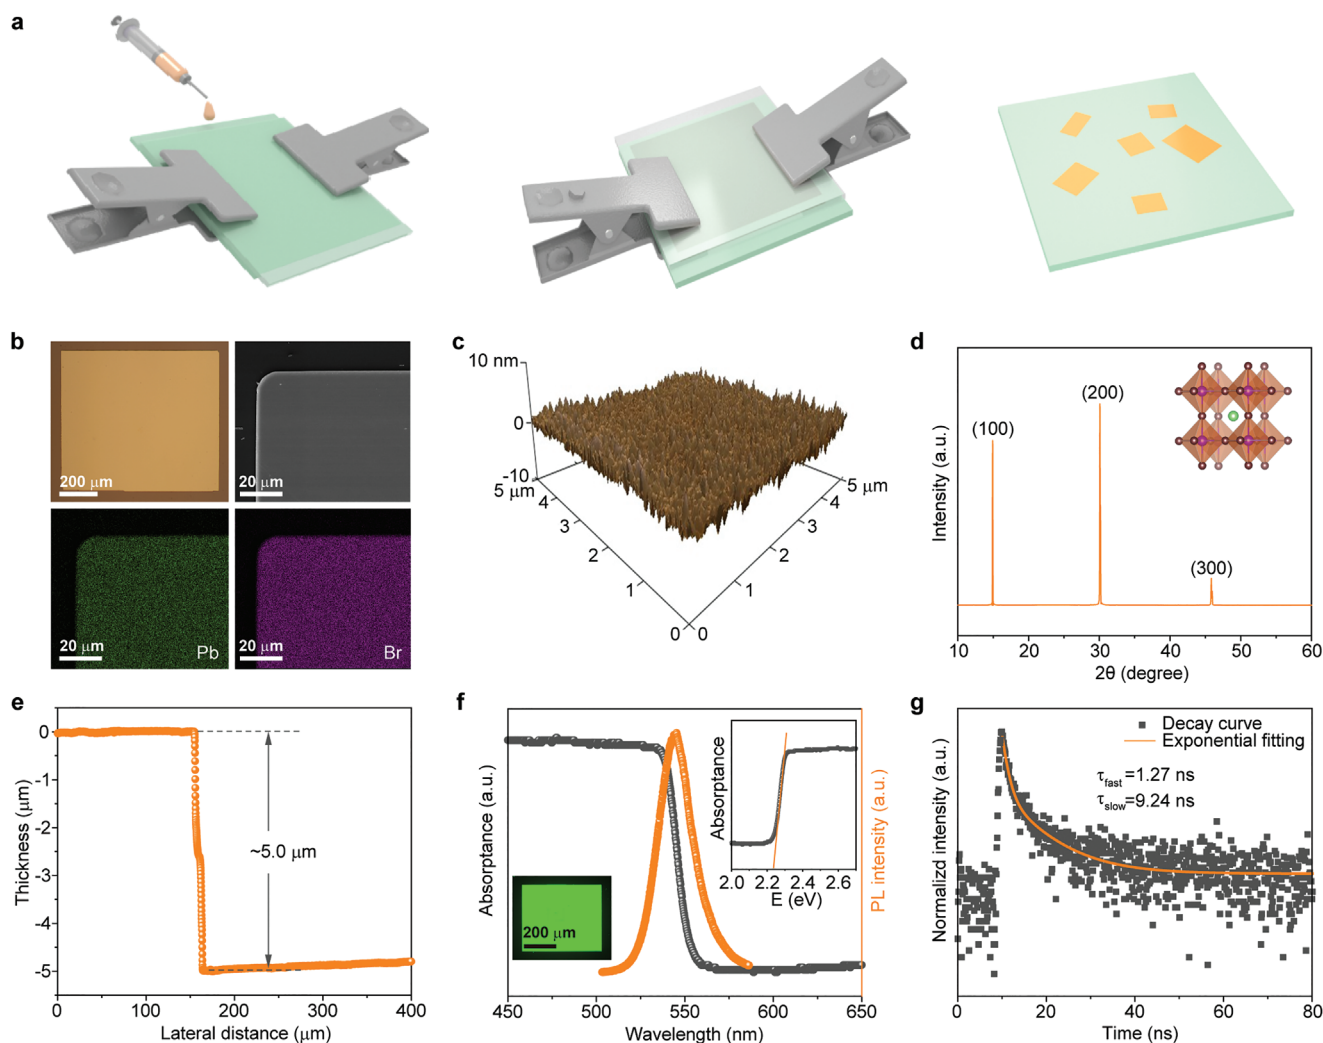 a
b
200 μm
20 μm
20 μm
Pb
20 μm
Br
c
10 nm
0
-10
5 μm
4
3
2
1
0
0
1
2
3
4
5 μm
d
Intensity (a.u.)
(100)
(200)
(300)
10 20 30 40 50 60
2θ (degree)
e
Thickness (μm)
0
-1
-2
-3
-4
-5
~5.0 μm
0 100 200 300 400
Lateral distance (μm)
f
Absorptance (a.u.)
PL intensity (a.u.)
Absorptance
2.0 2.2 2.4 2.6
E (eV)
200 μm
450 500 550 600 650
Wavelength (nm)
g
Normalizd intensity (a.u.)
Decay curve
Exponential fitting
τfast=1.27 ns
τslow=9.24 ns
0 20 40 60 80
Time (ns)